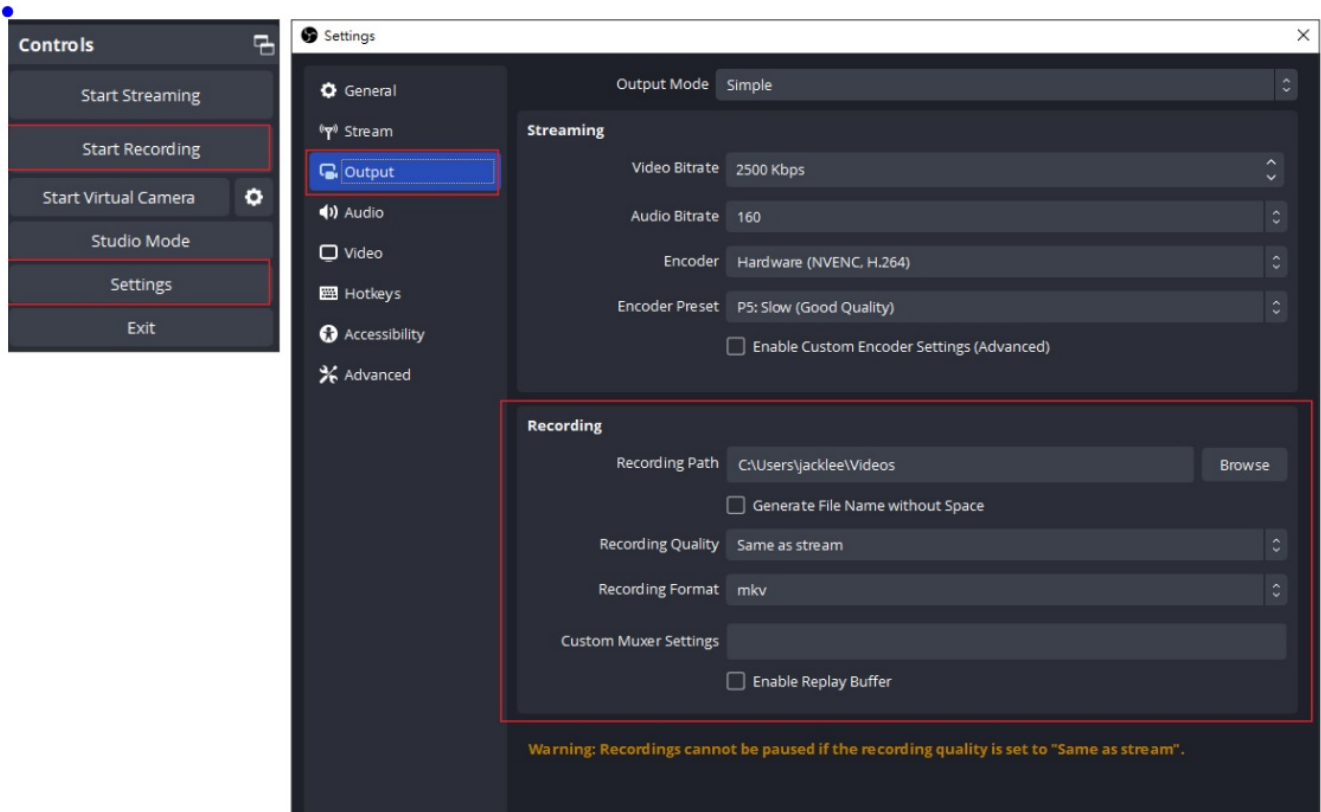 Controls
Start Streaming
Start Recording
Start Virtual Camera
Studio Mode
Settings
Exit
Settings
General
Stream
Output
Audio
Video
Hotkeys
Accessibility
Advanced
Output Mode Simple
Streaming
Video Bitrate 2500 Kbps
Audio Bitrate 160
Encoder Hardware (NVENC, H.264)
Encoder Preset P5: Slow (Good Quality)
Enable Custom Encoder Settings (Advanced)
Recording
Recording Path C:\Users\jacklee\Videos Browse
Generate File Name without Space
Recording Quality Same as stream
Recording Format mkv
Custom Muxer Settings
Enable Replay Buffer
Warning: Recordings cannot be paused if the recording quality is set to "Same as stream".